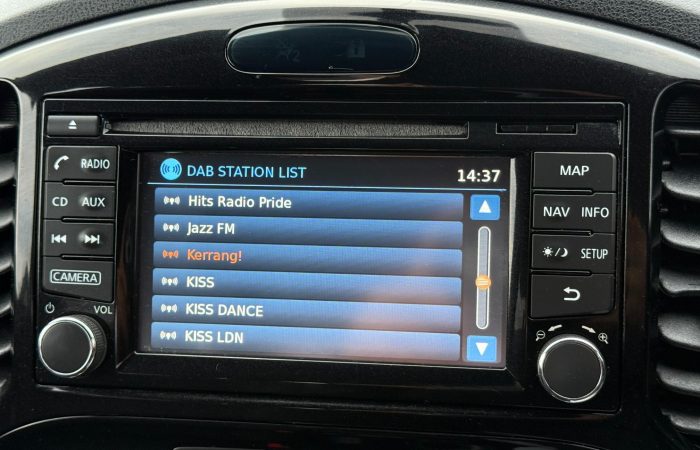 DAB STATION LIST 14:37
Hits Radio Pride
Jazz FM
Kerrang!
KISS
KISS DANCE
KISS LDN
RADIO
CD AUX
CAMERA
VOL
MAP
NAV INFO
SETUP